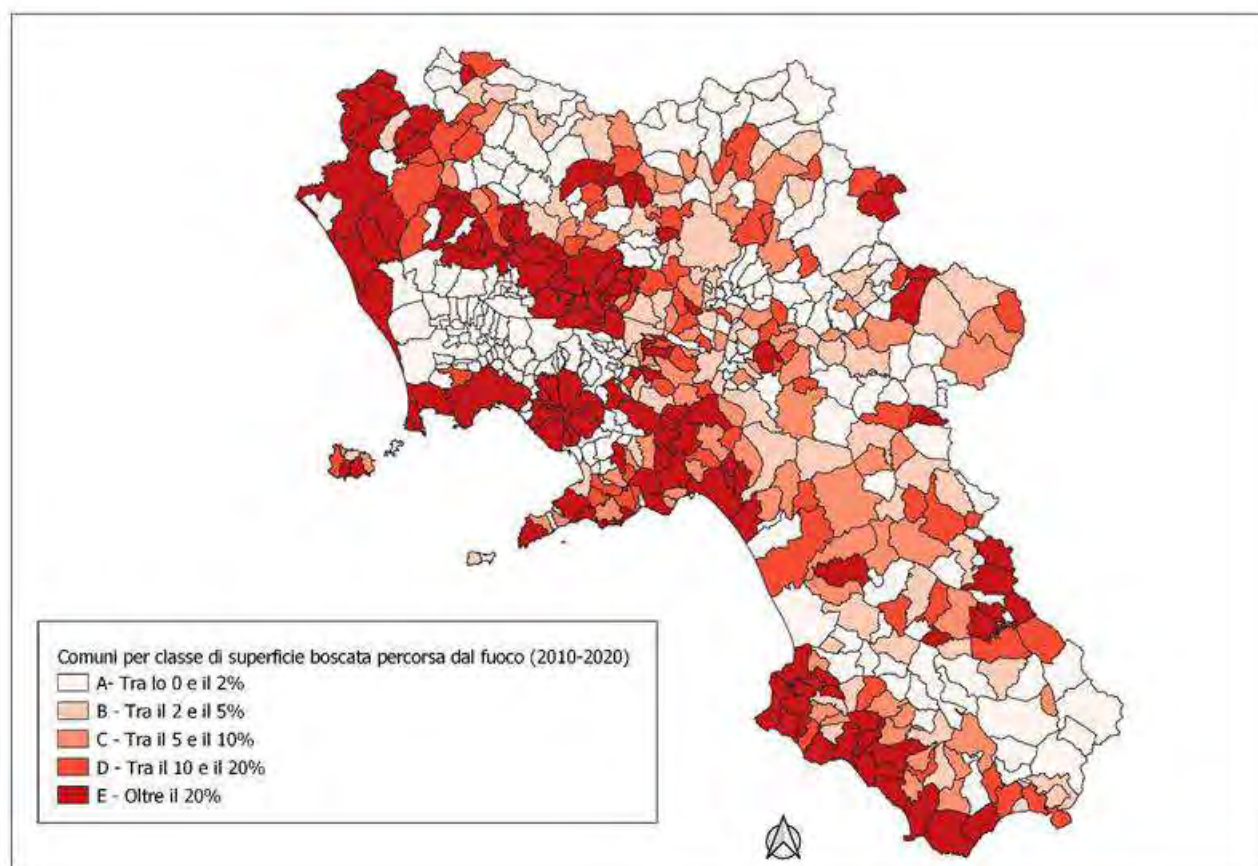 Comuni per classe di superficie boscata percorsa dal fuoco (2010-2020)
A- Tra lo 0 e il 2%
B - Tra il 2 e il 5%
C - Tra il 5 e il 10%
D - Tra il 10 e il 20%
E - Oltre il 20%